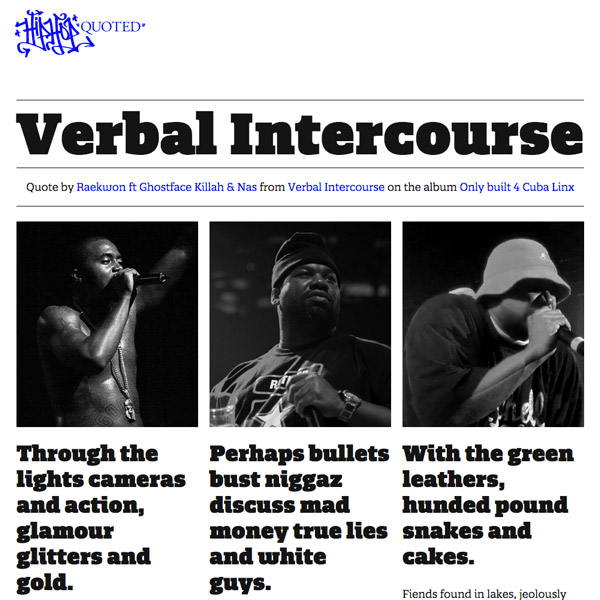 HipHop QUOTED"
Verbal Intercourse
Quote by Raekwon ft Ghostface Killah & Nas from Verbal Intercourse on the album Only built 4 Cuba Linx
Through the
lights cameras
and action,
glamour
glitters and
gold.
Perhaps bullets
bust niggaz
discuss mad
money true lies
and white
guys.
With the green
leathers,
hunded pound
snakes and
cakes.
Fiends found in lakes, jeolously